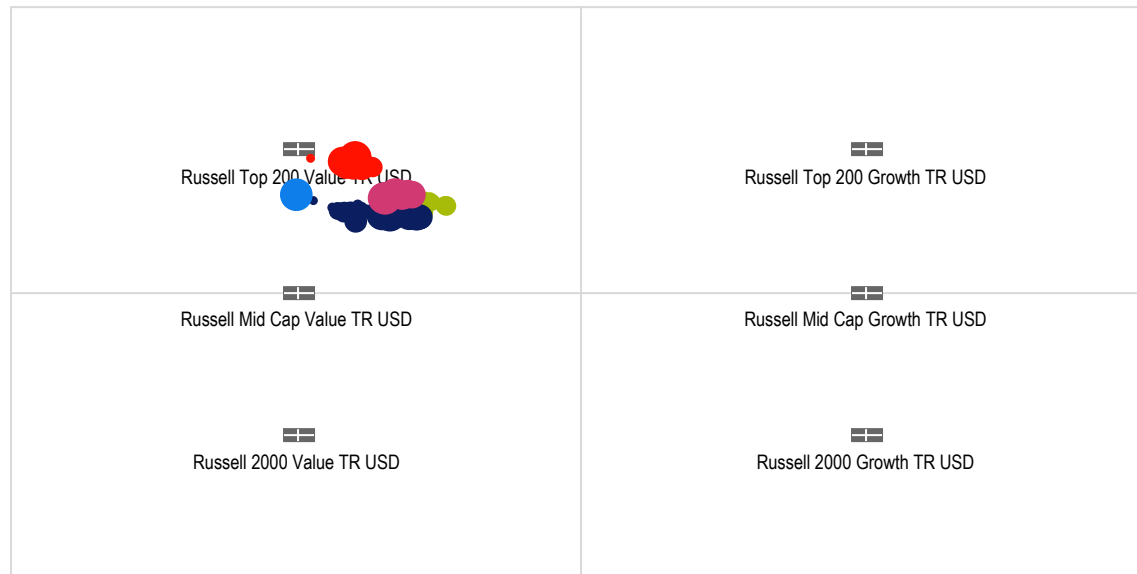 Russell Top 200 Value TR USD
Russell Top 200 Growth TR USD
Russell Mid Cap Value TR USD
Russell Mid Cap Growth TR USD
Russell 2000 Value TR USD
Russell 2000 Growth TR USD